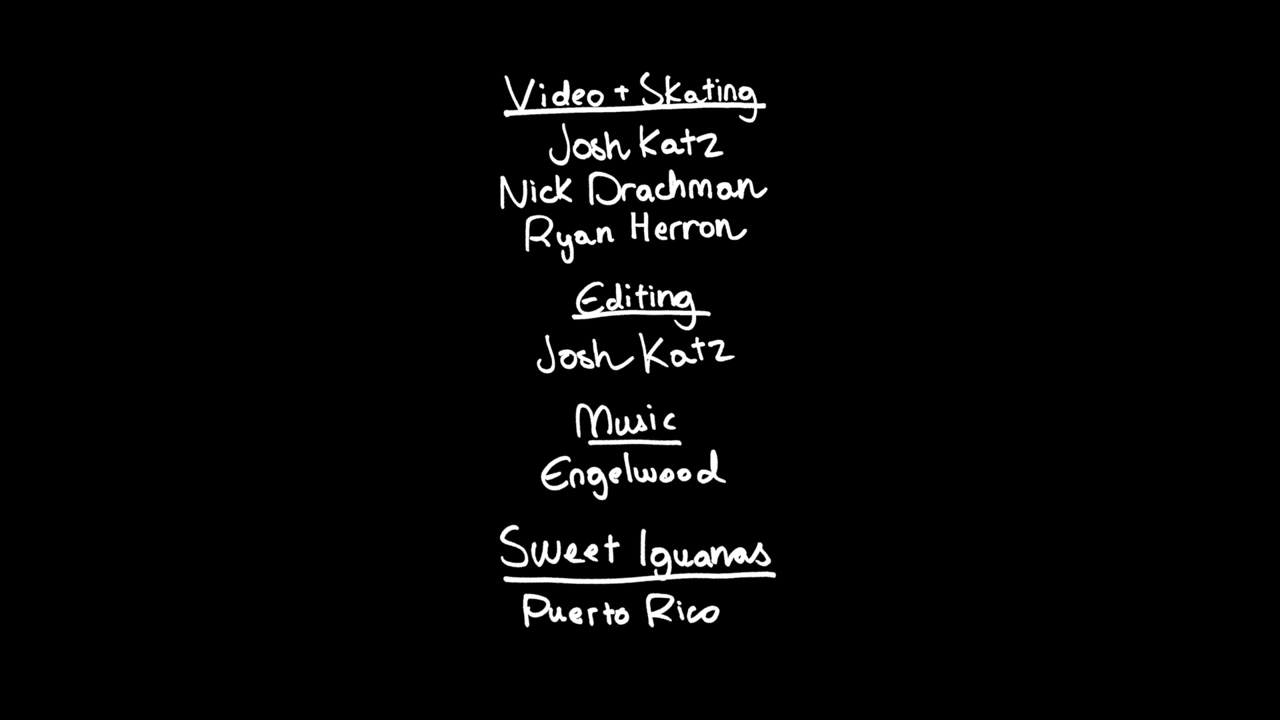 Video + Skating
Josh Katz
Nick Drachman
Ryan Herron
Editing
Josh Katz
Music
Engelwood
Sweet Iguanas
Puerto Rico